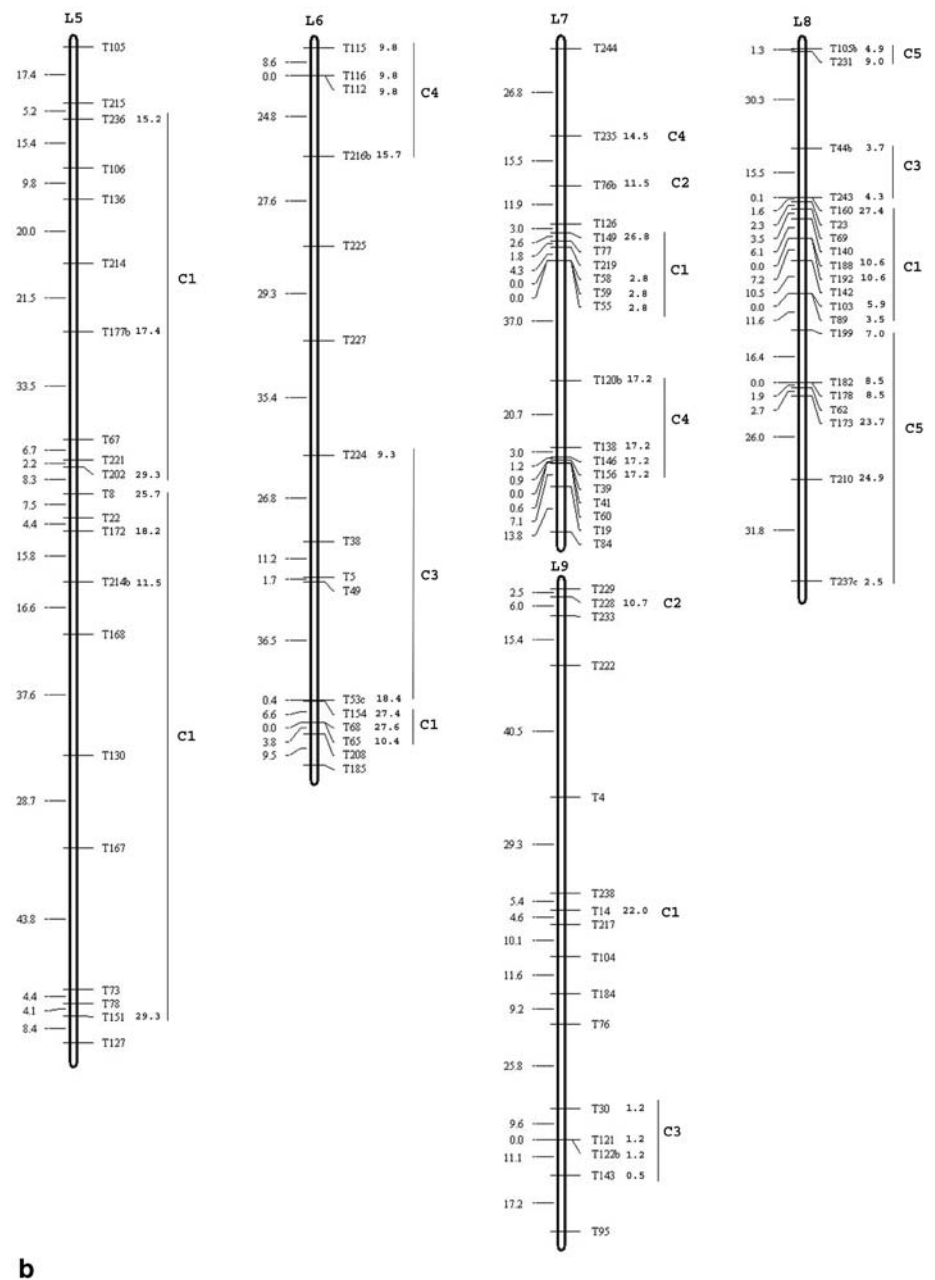 L5
T105
17.4
T215
5.2
T236 15.2
15.4
T106
9.8
T136
20.0
T214
C1
21.5
T177b 17.4
33.5
T67
6.7
T221
2.2
T202 29.3
8.3
T8 25.7
7.5
T22
4.4
T172 18.2
15.8
T214b 11.5
16.6
T168
37.6
C1
T130
28.7
T167
43.8
T73
4.4
T78
4.1
T151 29.3
8.4
T127
L6
T115 9.8
8.6
0.0
T116 9.8
T112 9.8
C4
24.8
T216b 15.7
27.6
T225
29.3
T227
35.4
T224 9.3
26.8
T38
11.2
C3
1.7
T5
T49
36.5
0.4
T53c 18.4
6.6
T154 27.4
0.0
T68 27.6
C1
3.8
T65 10.4
9.5
T208
T185
L7
T244
26.8
T235 14.5 C4
15.5
T76b 11.5 C2
11.9
T126
3.0
T149 26.8
2.6
T77
1.8
T219
C1
4.3
T58 2.8
0.0
T59 2.8
0.0
T55 2.8
37.0
T120b 17.2
20.7
C4
T138 17.2
3.0
T146 17.2
1.2
T156 17.2
0.9
T39
0.0
T41
0.6
T60
7.1
T19
13.8
T84
L8
1.3
T105b 4.9
C5
T231 9.0
30.3
T44b 3.7
C3
15.5
0.1
T243 4.3
1.6
T160 27.4
2.3
T23
3.5
T69
6.1
T140
0.0
T188 10.6
C1
7.2
T192 10.6
10.5
T142
0.0
T103 5.9
11.6
T89 3.5
T199 7.0
16.4
0.0
T182 8.5
1.9
T178 8.5
2.7
T62
T173 23.7
C5
26.0
T210 24.9
31.8
T237c 2.5
L9
T229
2.5
T228 10.7 C2
6.0
T233
15.4
T222
40.5
T4
29.3
T238
5.4
T14 22.0 C1
4.6
T217
10.1
T104
11.6
T184
9.2
T76
25.8
T30 1.2
9.6
C3
0.0
T121 1.2
T122b 1.2
11.1
T143 0.5
17.2
T95
b